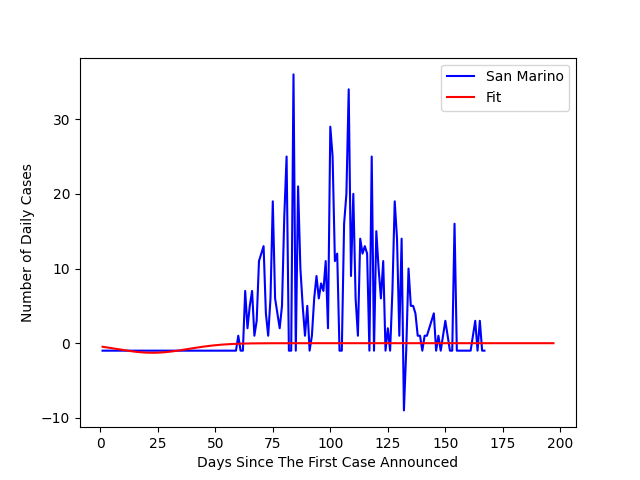 San Marino
Fit
Number of Daily Cases
30
20
10
0
−10
0 25 50 75 100 125 150 175 200
Days Since The First Case Announced